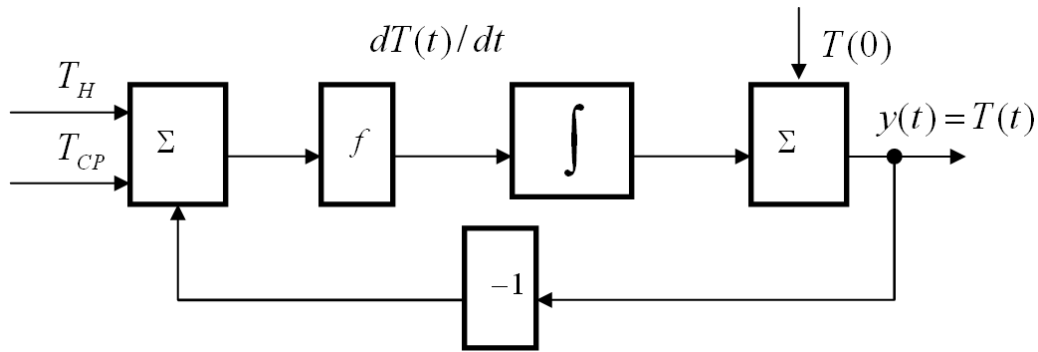 dT(t)/dt
T(0)
T_H
Σ
T_CP
f
∫
Σ
y(t) = T(t)
−1